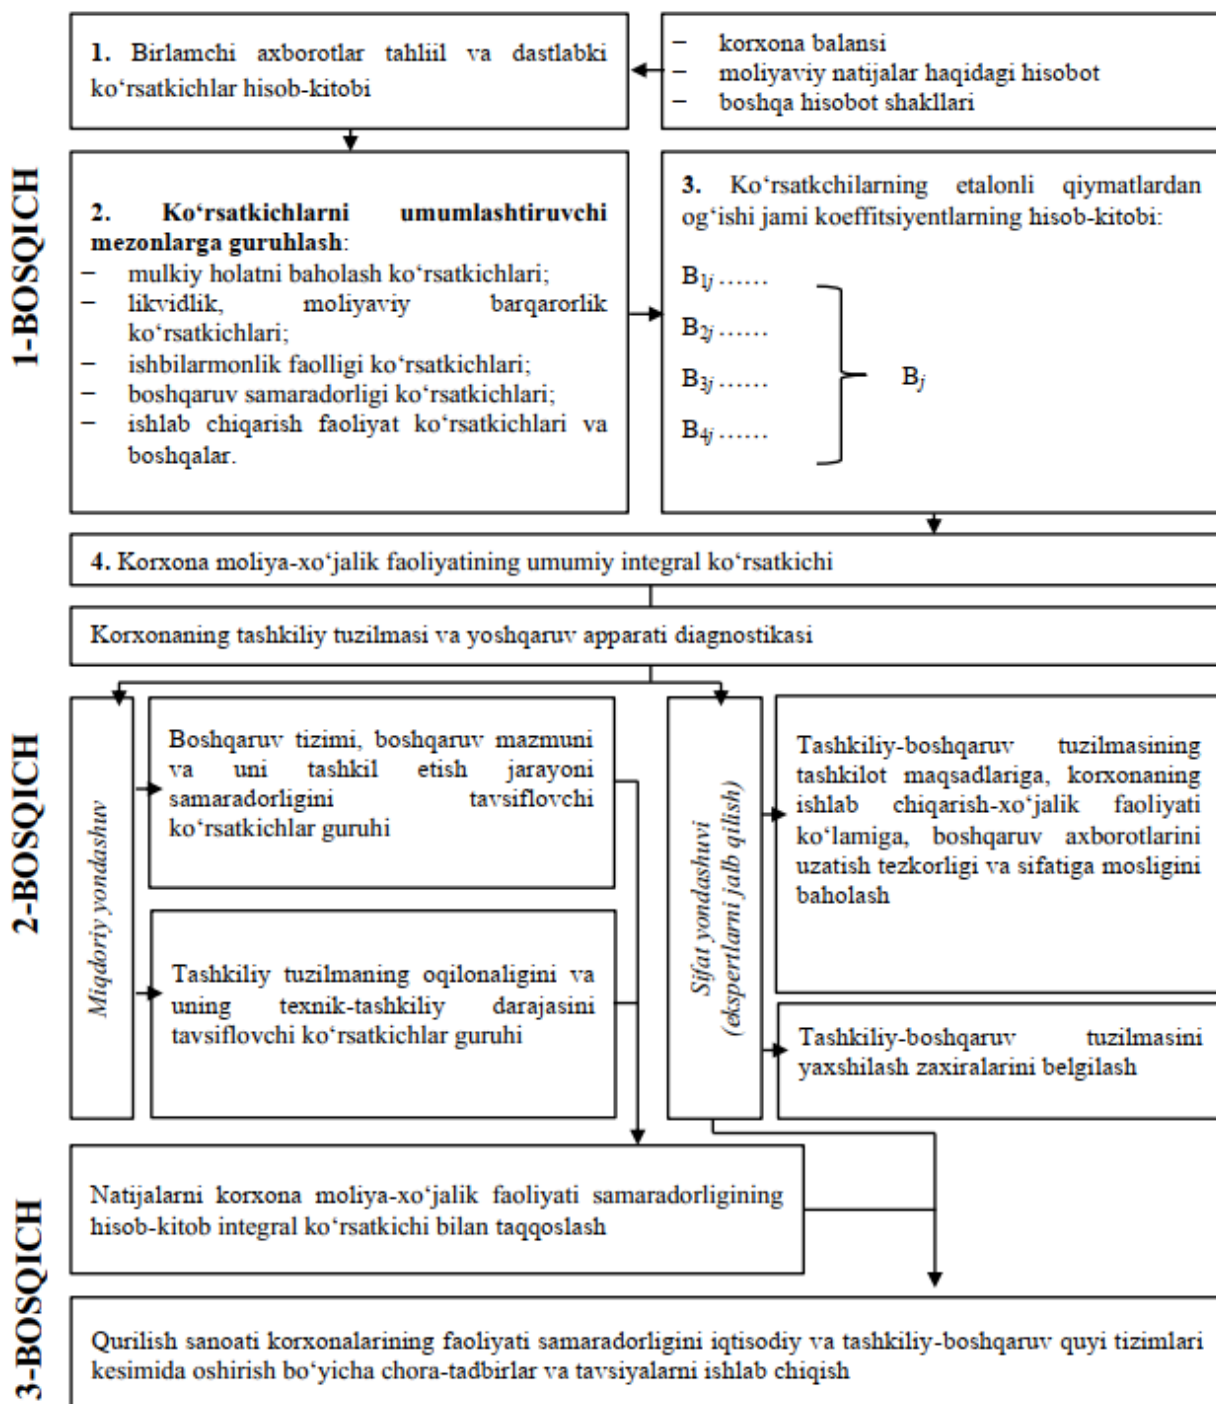 1-BOSQICH
1. Birlamchi axborotlar tahliil va dastlabki
ko‘rsatkichlar hisob-kitobi
– korxona balansi
– moliyaviy natijalar haqidagi hisobot
– boshqa hisobot shakllari
2. Ko‘rsatkichlarni umumlashtiruvchi
mezonlarga guruhlash:
– mulkiy holatni baholash ko‘rsatkichlari;
– likvidlik, moliyaviy barqarorlik
ko‘rsatkichlari;
– ishbilarmonlik faolligi ko‘rsatkichlari;
– boshqaruv samaradorligi ko‘rsatkichlari;
– ishlab chiqarish faoliyat ko‘rsatkichlari va
boshqalar.
3. Ko‘rsatkchilarning etalonli qiymatlardan
og‘ishi jami koeffitsiyentlarning hisob-kitobi:
B1j ......
B2j ......
B3j ......
B4j ......
Bj
4. Korxona moliya-xo‘jalik faoliyatining umumiy integral ko‘rsatkichi
2-BOSQICH
Korxonaning tashkiliy tuzilmasi va yoshqaruv apparati diagnostikasi
Miqdoriy yondashuv
Boshqaruv tizimi, boshqaruv mazmuni
va uni tashkil etish jarayoni
samaradorligini tavsiflovchi
ko‘rsatkichlar guruhi
Tashkiliy tuzilmaning oqilonaligini va
uning texnik-tashkiliy darajasini
tavsiflovchi ko‘rsatkichlar guruhi
Sifat yondashuvi
(ekspertlarni jalb qilish)
Tashkiliy-boshqaruv tuzilmasining
tashkilot maqsadlariga, korxonaning
ishlab chiqarish-xo‘jalik faoliyati
ko‘lamiga, boshqaruv axborotlarini
uzatish tezkorligi va sifatiga mosligini
baholash
Tashkiliy-boshqaruv tuzilmasini
yaxshilash zaxiralarini belgilash
3-BOSQICH
Natijalarni korxona moliya-xo‘jalik faoliyati samaradorligining
hisob-kitob integral ko‘rsatkichi bilan taqqoslash
Qurilish sanoati korxonalarining faoliyati samaradorligini iqtisodiy va tashkiliy-boshqaruv quyi tizimlari
kesimida oshirish bo‘yicha chora-tadbirlar va tavsiyalarni ishlab chiqish